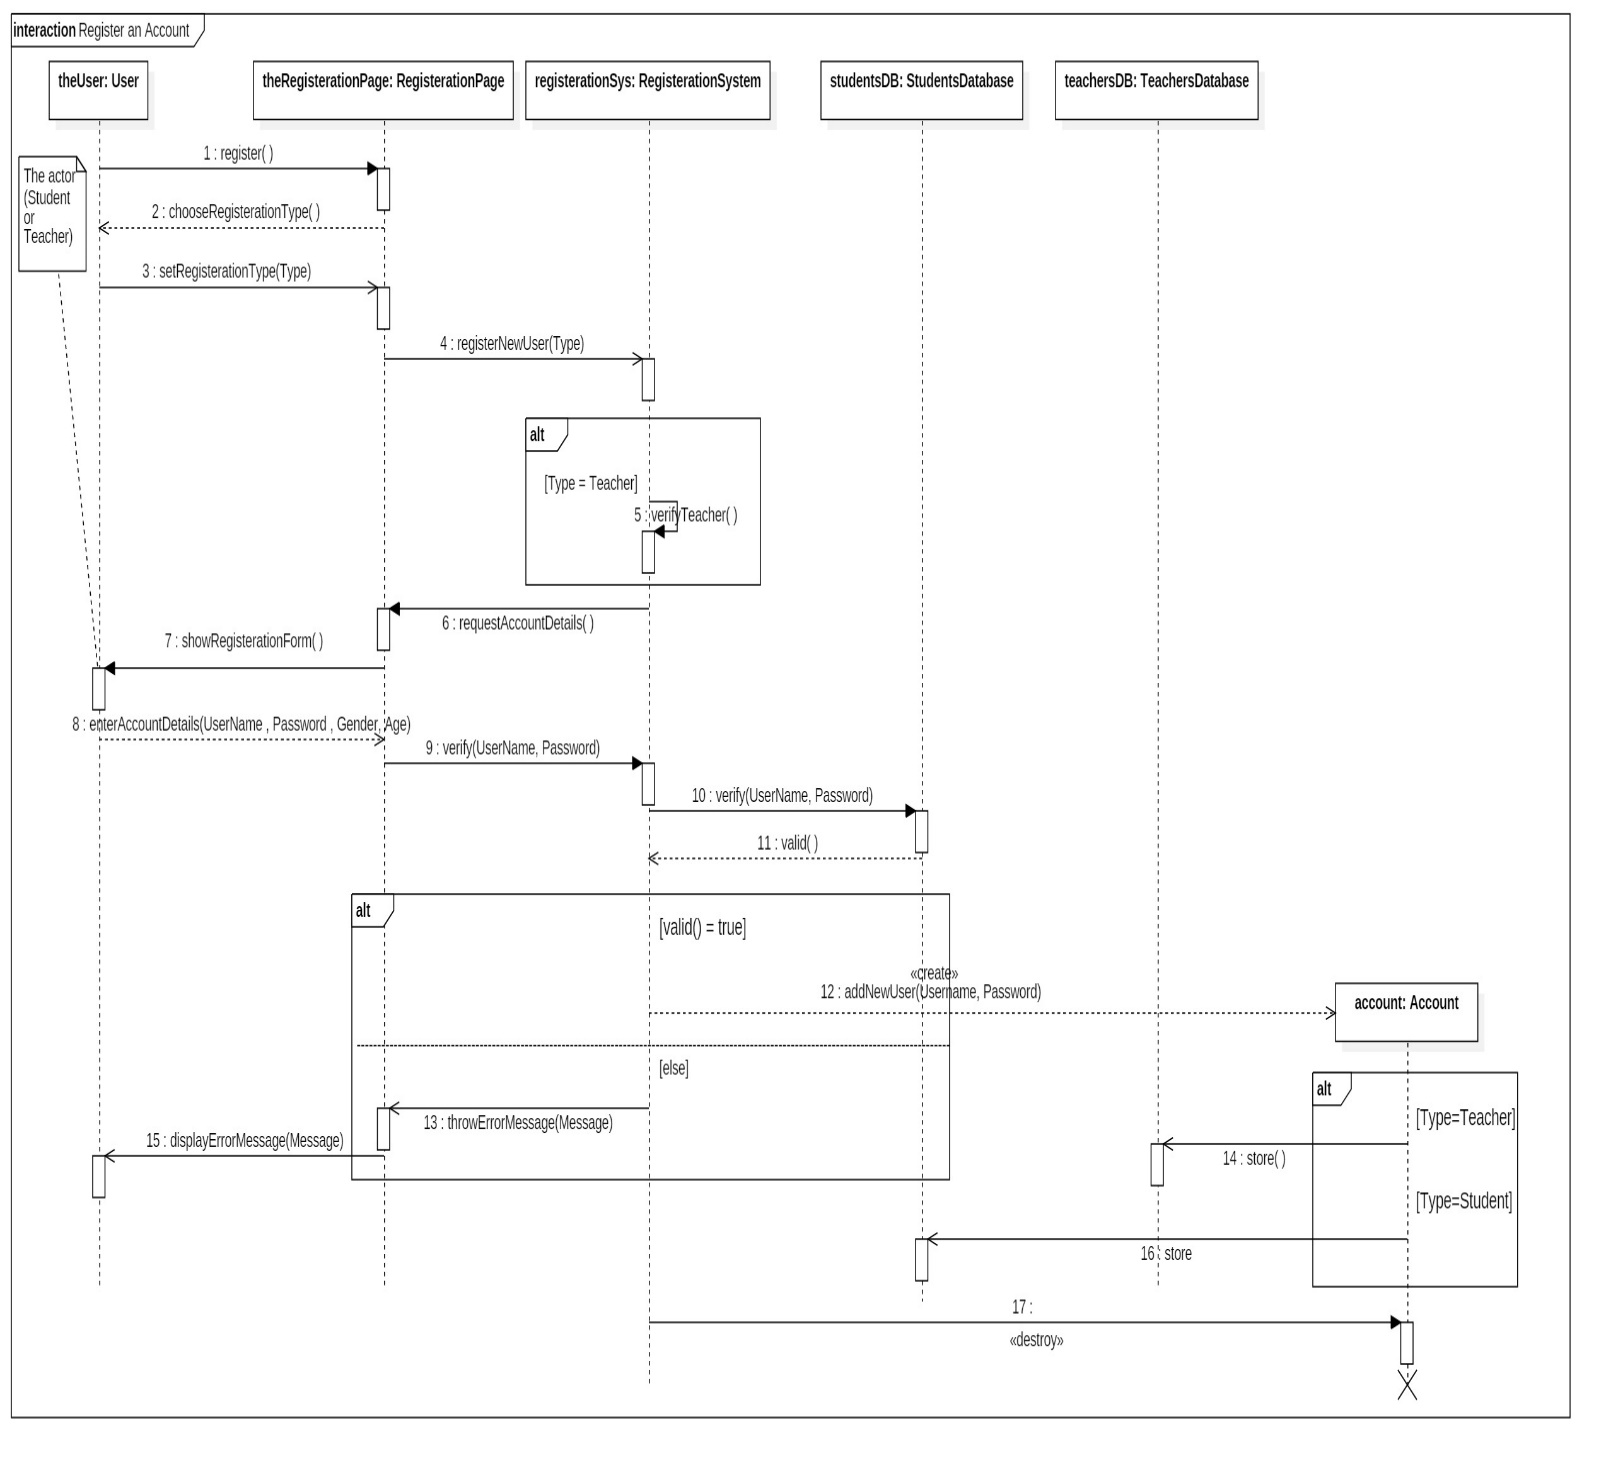 interaction Register an Account
theUser: User
theRegisterationPage: RegisterationPage
registerationSys: RegisterationSystem
studentsDB: StudentsDatabase
teachersDB: TeachersDatabase
1 : register( )
The actor
(Student
or
Teacher)
2 : chooseRegisterationType( )
3 : setRegisterationType(Type)
4 : registerNewUser(Type)
alt
[Type = Teacher]
5 : verifyTeacher( )
6 : requestAccountDetails( )
7 : showRegisterationForm( )
8 : enterAccountDetails(UserName , Password , Gender, Age)
9 : verify(UserName, Password)
10 : verify(UserName, Password)
11 : valid( )
alt
[valid() = true]
«create»
12 : addNewUser(Username, Password)
account: Account
[else]
alt
[Type=Teacher]
13 : throwErrorMessage(Message)
15 : displayErrorMessage(Message)
14 : store( )
[Type=Student]
16 : store
17 :
«destroy»